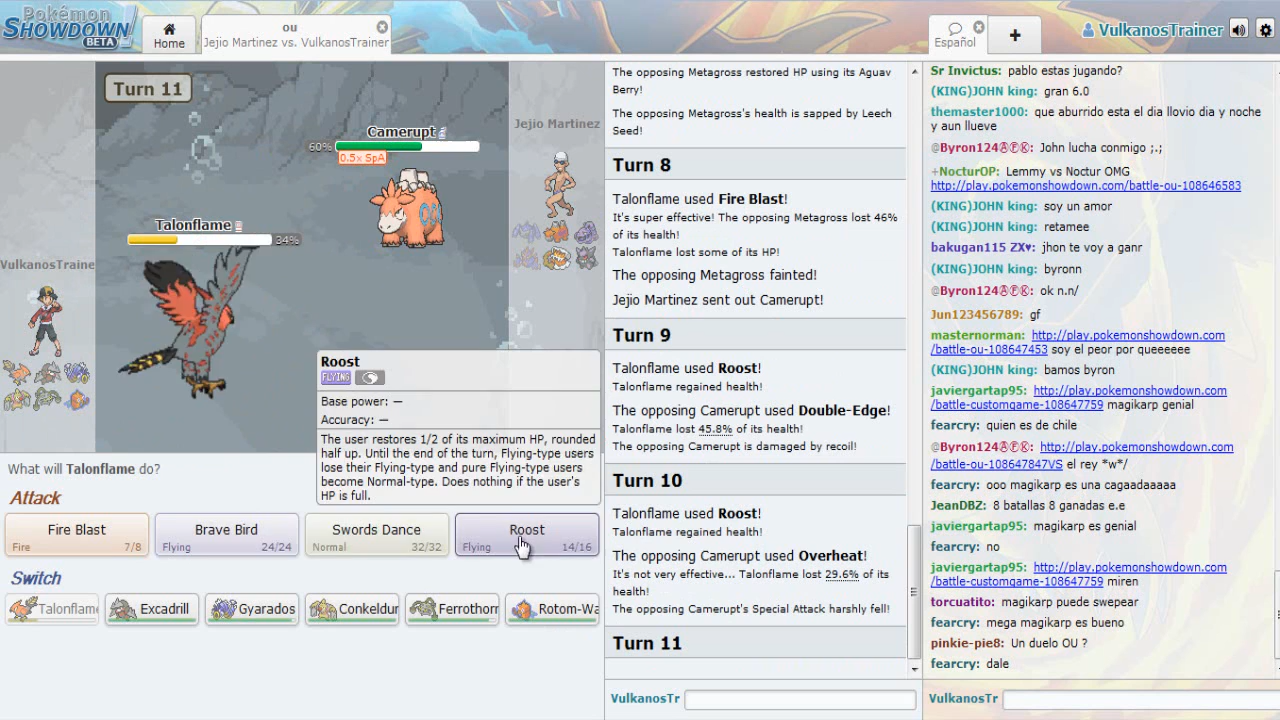 Pokémon
SHOWDOWN
BETA
Home
ou
Jejio Martinez vs. VulkanosTrainer
Español
+
VulkanosTrainer
Turn 11
Camerupt
60%
0.5x SpA
Talonflame
34%
VulkanosTraine
Jejio Martinez
Roost
FLYING
Base power: —
Accuracy: —
The user restores 1/2 of its maximum HP, rounded
half up. Until the end of the turn, Flying-type users
lose their Flying-type and pure Flying-type users
become Normal-type. Does nothing if the user's
HP is full.
What will Talonflame do?
Attack
Fire Blast
Fire 7/8
Brave Bird
Flying 24/24
Swords Dance
Normal 32/32
Roost
Flying 14/16
Switch
Talonflame
Excadrill
Gyarados
Conkeldur
Ferrothorn
Rotom-Wa
The opposing Metagross restored HP using its Aguav
Berry!
The opposing Metagross's health is sapped by Leech
Seed!
Turn 8
Talonflame used Fire Blast!
It's super effective! The opposing Metagross lost 46%
of its health!
Talonflame lost some of its HP!
The opposing Metagross fainted!
Jejio Martinez sent out Camerupt!
Turn 9
Talonflame used Roost!
Talonflame regained health!
The opposing Camerupt used Double-Edge!
Talonflame lost 45.8% of its health!
The opposing Camerupt is damaged by recoil!
Turn 10
Talonflame used Roost!
Talonflame regained health!
The opposing Camerupt used Overheat!
It's not very effective... Talonflame lost 29.6% of its
health!
The opposing Camerupt's Special Attack harshly fell!
Turn 11
VulkanosTr
Sr Invictus: pablo estas jugando?
(KING)JOHN king: gran 6.0
themaster1000: que aburrido esta el dia llovio dia y noche
y aun llueve
@Byron124ⒶⒻⓀ: John lucha conmigo ;.;
+NocturOP: Lemmy vs Noctur OMG
http://play.pokemonshowdown.com/battle-ou-108646583
(KING)JOHN king: soy un amor
(KING)JOHN king: retamee
bakugan115 ZX♥: jhon te voy a ganr
(KING)JOHN king: byronn
@Byron124ⒶⒻⓀ: ok n.n/
Jun123456789: gf
masternorman: http://play.pokemonshowdown.com
/battle-ou-108647453 soy el peor por queeeeee
(KING)JOHN king: bamos byron
javiergartap95: http://play.pokemonshowdown.com
/battle-customgame-108647759 magikarp genial
fearcry: quien es de chile
@Byron124ⒶⒻⓀ: http://play.pokemonshowdown.com
/battle-ou-108647847VS el rey *w*/
fearcry: ooo magikarp es una cagaadaaaaa
JeanDBZ: 8 batallas 8 ganadas e.e
javiergartap95: magikarp es genial
fearcry: no
javiergartap95: http://play.pokemonshowdown.com
/battle-customgame-108647759 miren
torcuatito: magikarp puede swepear
fearcry: mega magikarp es bueno
pinkie-pie8: Un duelo OU ?
fearcry: dale
VulkanosTr